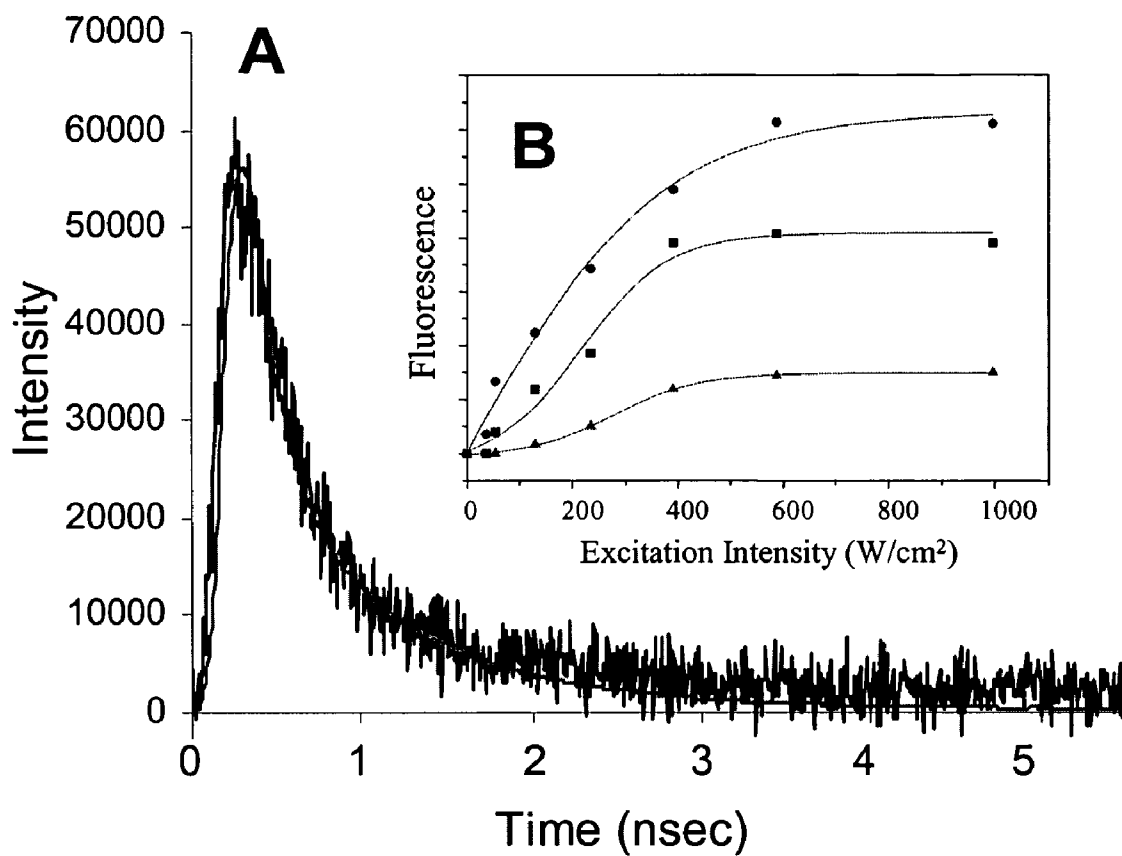 A
70000
60000
50000
40000
30000
20000
10000
0
Intensity
0 1 2 3 4 5
Time (nsec)
B
Fluorescence
0 200 400 600 800 1000
Excitation Intensity (W/cm²)